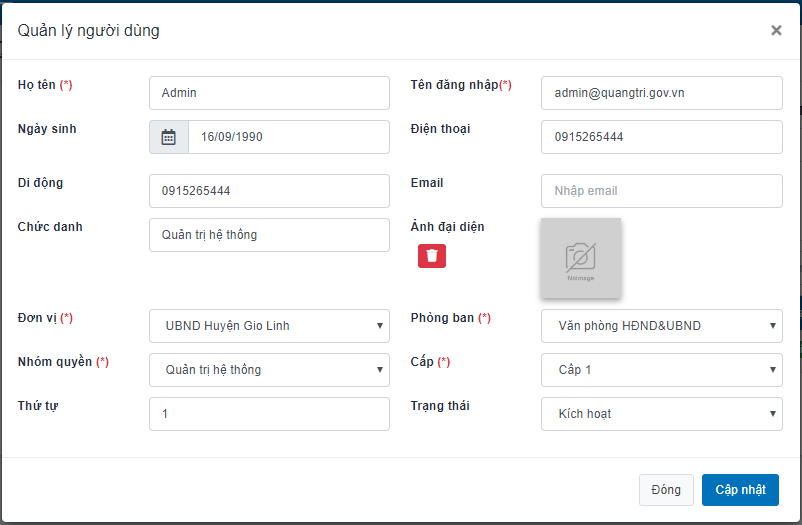 Quản lý người dùng ×
Họ tên (*) Admin Tên đăng nhập(*) admin@quangtri.gov.vn
Ngày sinh 16/09/1990 Điện thoại 0915265444
Di động 0915265444 Email Nhập email
Chức danh Quản trị hệ thống Ảnh đại diện
Noimage
Đơn vị (*) UBND Huyện Gio Linh Phòng ban (*) Văn phòng HĐND&UBND
Nhóm quyền (*) Quản trị hệ thống Cấp (*) Cấp 1
Thứ tự 1 Trạng thái Kích hoạt
Đóng Cập nhật